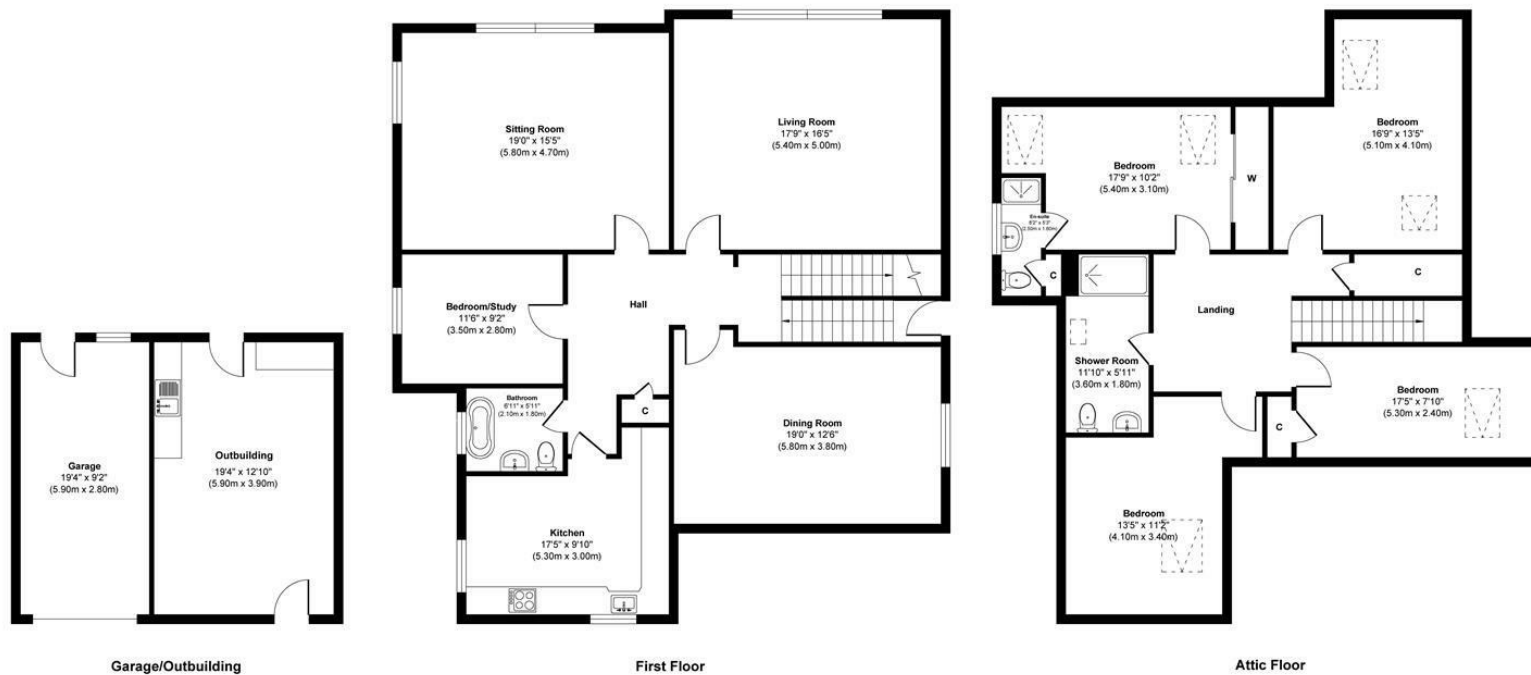 Garage
19'4" x 9'2"
(5.90m x 2.80m)
Outbuilding
19'4" x 12'10"
(5.90m x 3.90m)
Garage/Outbuilding
Sitting Room
19'0" x 15'5"
(5.80m x 4.70m)
Living Room
17'9" x 16'5"
(5.40m x 5.00m)
Bedroom/Study
11'6" x 9'2"
(3.50m x 2.80m)
Hall
Bathroom
6'11" x 5'11"
(2.10m x 1.80m)
C
Dining Room
19'0" x 12'6"
(5.80m x 3.80m)
Kitchen
17'5" x 9'10"
(5.30m x 3.00m)
First Floor
Bedroom
16'9" x 13'5"
(5.10m x 4.10m)
Bedroom
17'9" x 10'2"
(5.40m x 3.10m)
W
En-suite
C
C
Landing
Shower Room
11'10" x 5'11"
(3.60m x 1.80m)
Bedroom
17'5" x 7'10"
(5.30m x 2.40m)
C
Bedroom
13'5" x 11'2"
(4.10m x 3.40m)
Attic Floor